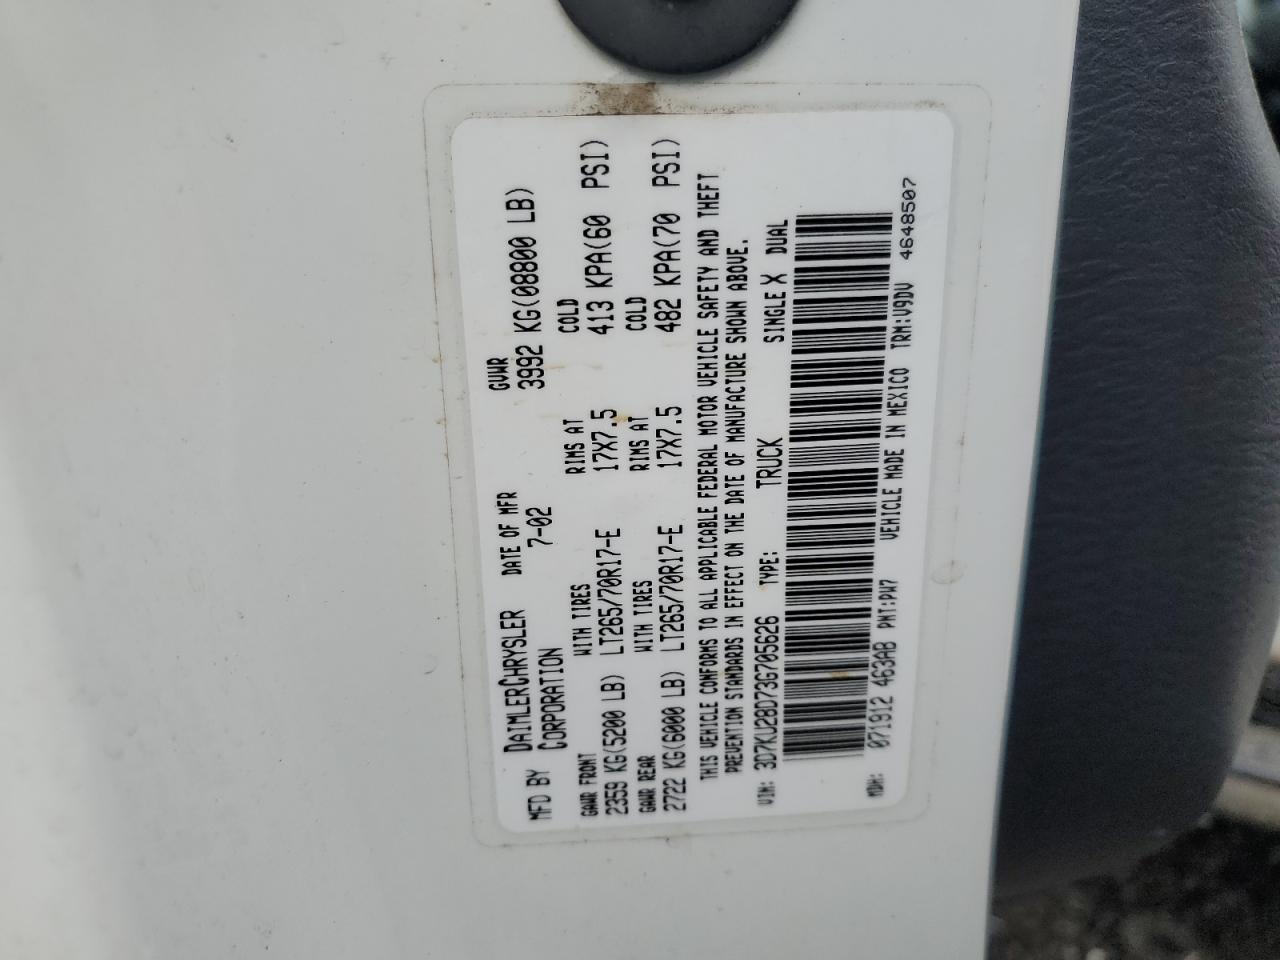 MFD BY DAIMLERCHRYSLER CORPORATION DATE OF MFR 7-02 GVWR 3992 KG(08800 LB)
GAWR FRONT WITH TIRES RIMS AT COLD
2359 KG(5200 LB) LT265/70R17-E 17X7.5 413 KPA(60 PSI)
GAWR REAR WITH TIRES RIMS AT COLD
2722 KG(6000 LB) LT265/70R17-E 17X7.5 482 KPA(70 PSI)
THIS VEHICLE CONFORMS TO ALL APPLICABLE FEDERAL MOTOR VEHICLE SAFETY AND THEFT
PREVENTION STANDARDS IN EFFECT ON THE DATE OF MANUFACTURE SHOWN ABOVE.
VIN: 3D7KU28D73G705626 TYPE: TRUCK SINGLE X DUAL
MDH: 071912 463AB PNT:PW7 VEHICLE MADE IN MEXICO TRM:V9DV 4648507